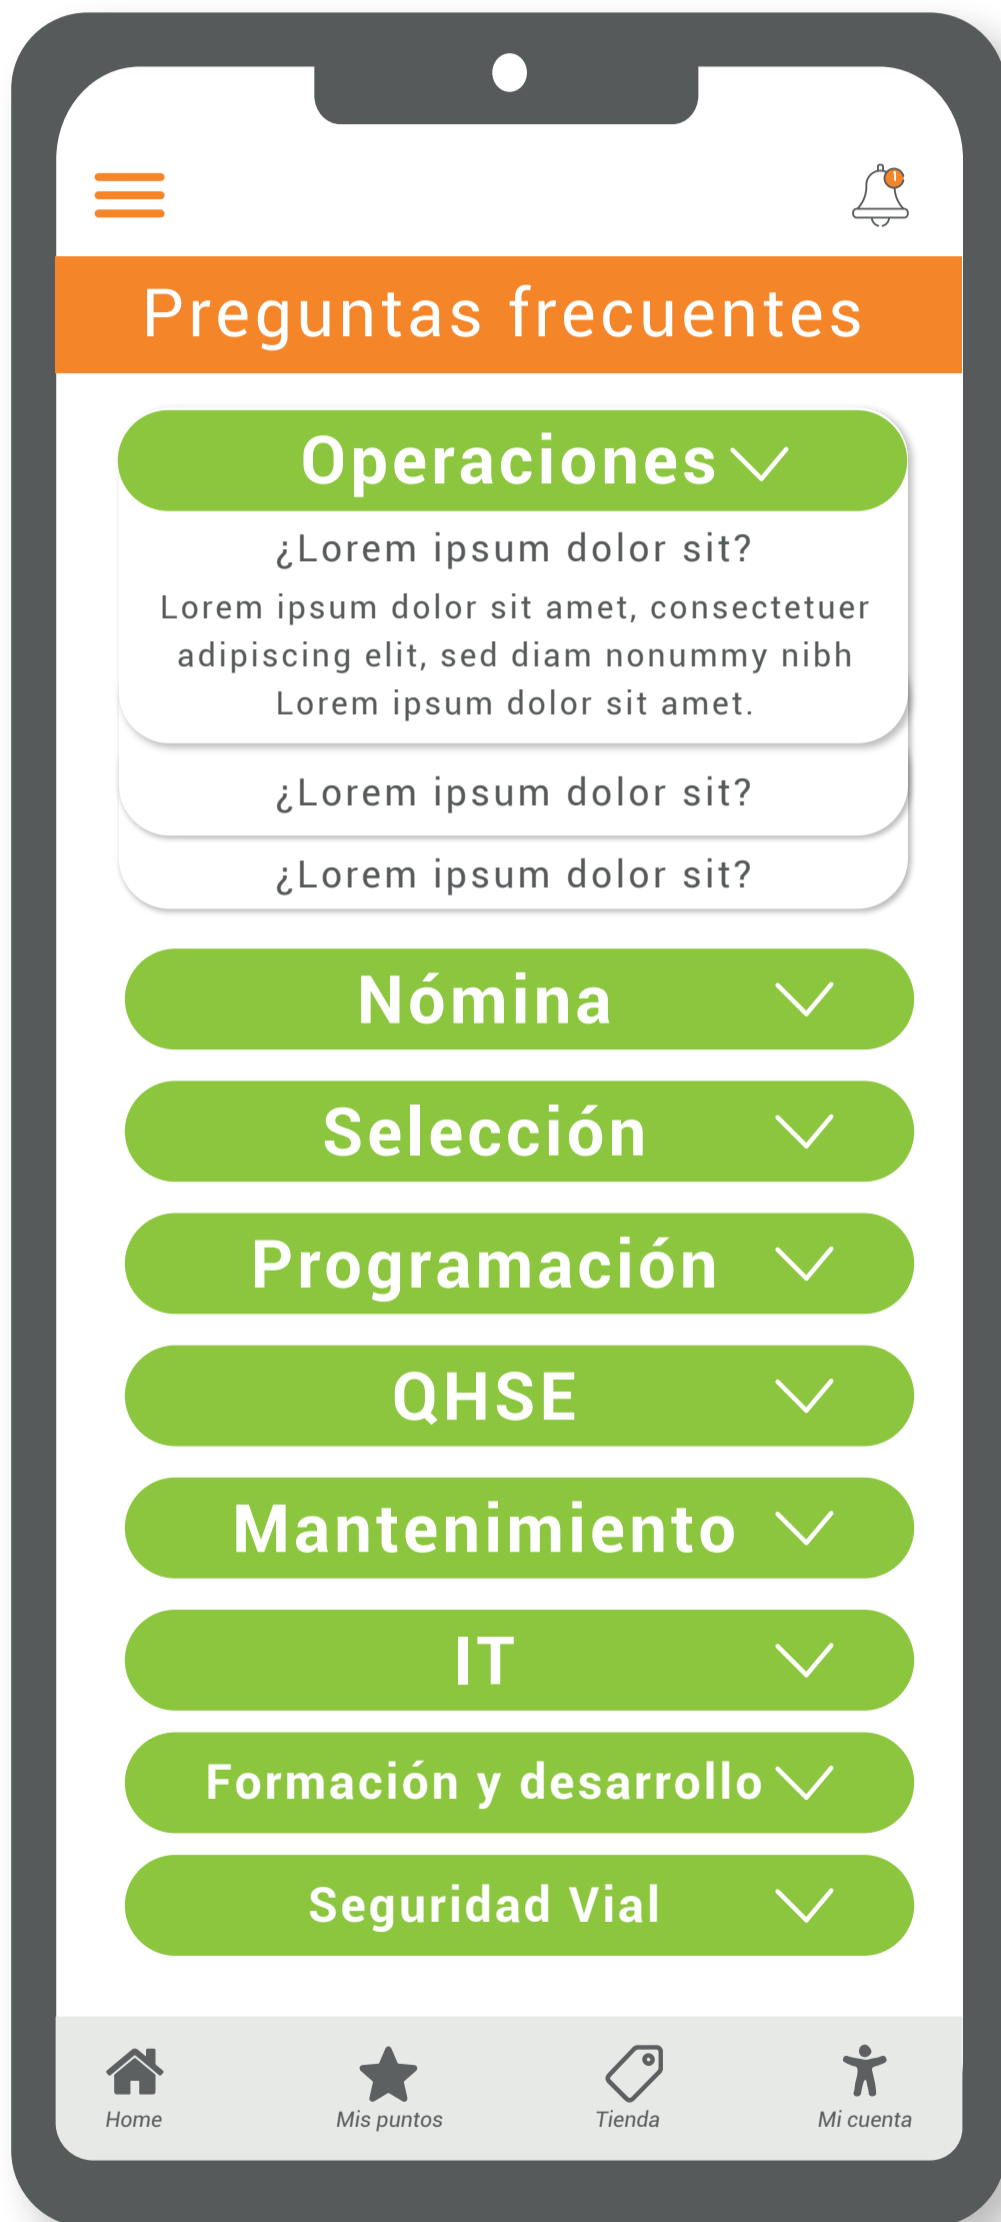 1
Preguntas frecuentes
Operaciones
¿Lorem ipsum dolor sit?
Lorem ipsum dolor sit amet, consectetuer
adipiscing elit, sed diam nonummy nibh
Lorem ipsum dolor sit amet.
¿Lorem ipsum dolor sit?
¿Lorem ipsum dolor sit?
Nómina
Selección
Programación
QHSE
Mantenimiento
IT
Formación y desarrollo
Seguridad Vial
Home Mis puntos Tienda Mi cuenta